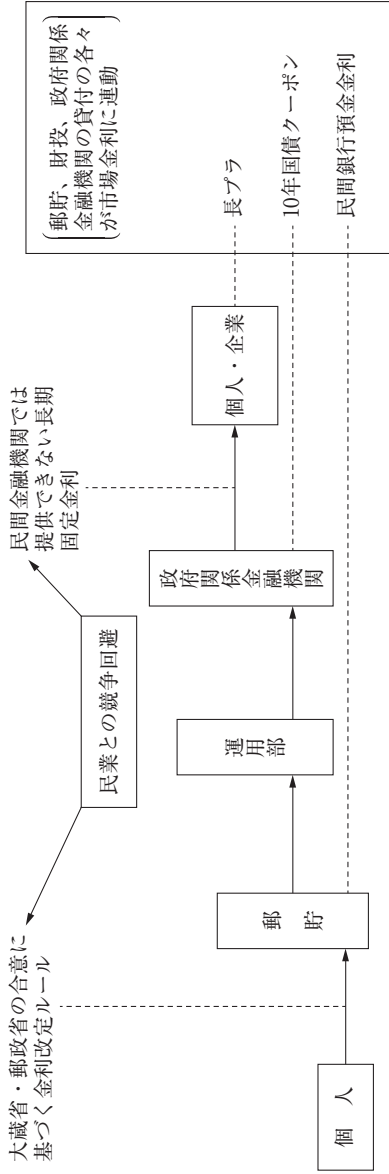 大蔵省・郵政省の合意に
基づく金利改定ルール
民業との競争回避
民間金融機関では
提供できない長期
固定金利
個人
郵貯
運用部
政府関係金融機関
個人・企業
郵貯、財投、政府関係
金融機関の貸付の各々
が市場金利に連動
長プラ
10年国債クーポン
民間銀行預金金利